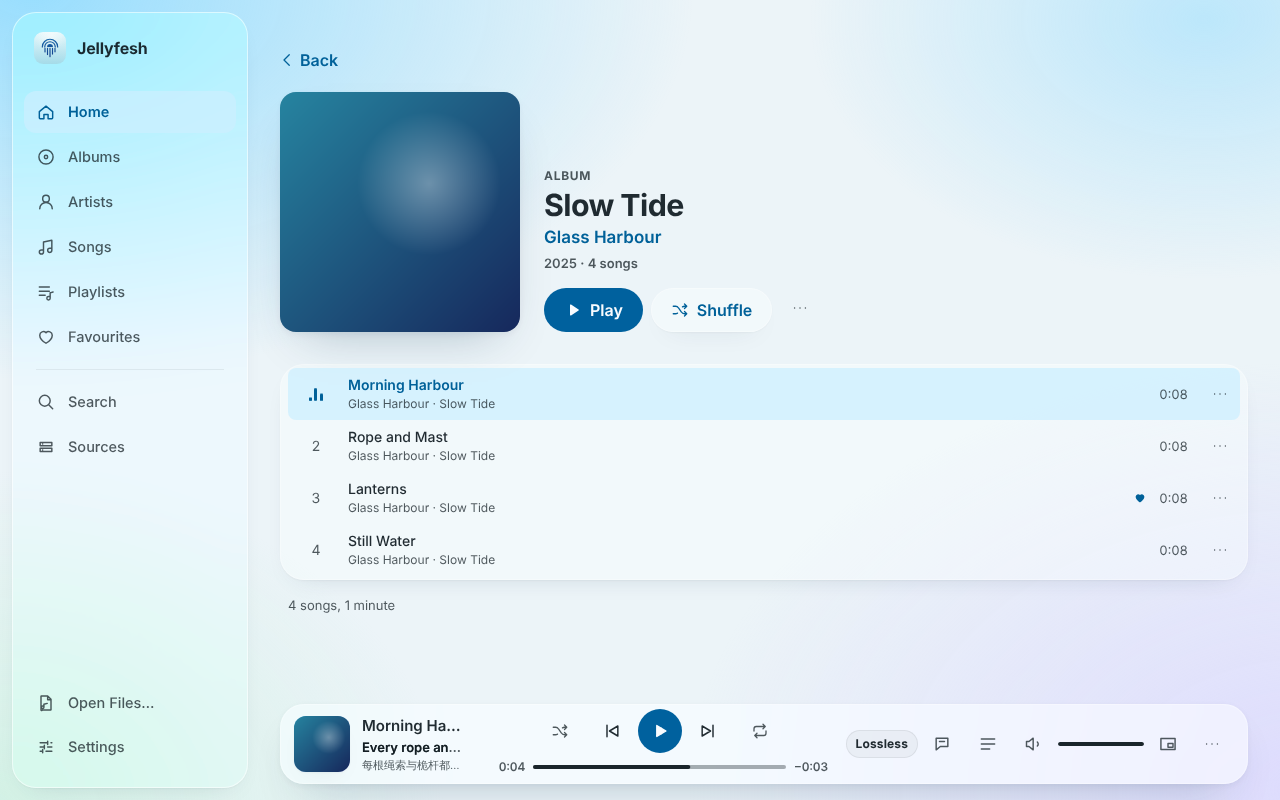 Jellyfesh
Home
Albums
Artists
Songs
Playlists
Favourites
Search
Sources
Open Files…
Settings
Back
ALBUM
Slow Tide
Glass Harbour
2025 · 4 songs
Play
Shuffle
Morning Harbour
Glass Harbour · Slow Tide
0:08
2
Rope and Mast
Glass Harbour · Slow Tide
0:08
3
Lanterns
Glass Harbour · Slow Tide
0:08
4
Still Water
Glass Harbour · Slow Tide
0:08
4 songs, 1 minute
Morning Ha…
Every rope an…
每根绳索与桅杆都…
0:04
−0:03
Lossless